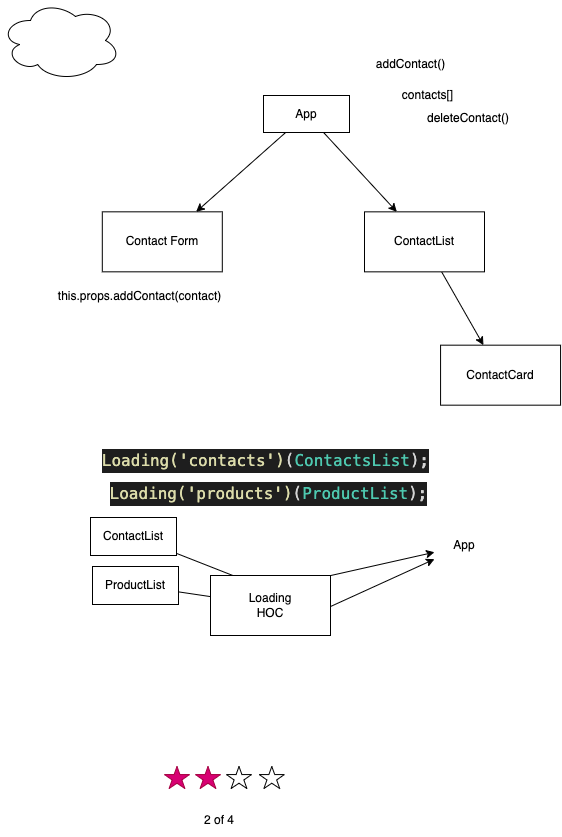 addContact()
contacts[]
deleteContact()
App
Contact Form
ContactList
this.props.addContact(contact)
ContactCard
Loading('contacts')(ContactsList);
Loading('products')(ProductList);
ContactList
App
ProductList
Loading
HOC
2 of 4